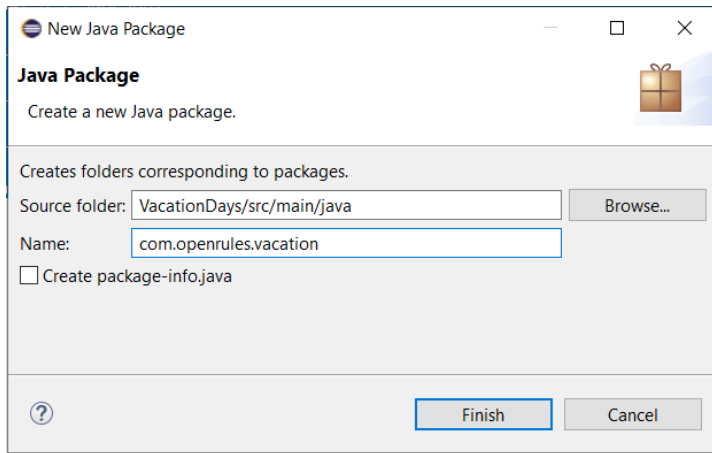 New Java Package
Java Package
Create a new Java package.
Creates folders corresponding to packages.
Source folder: VacationDays/src/main/java Browse...
Name: com.openrules.vacation
Create package-info.java
? Finish Cancel